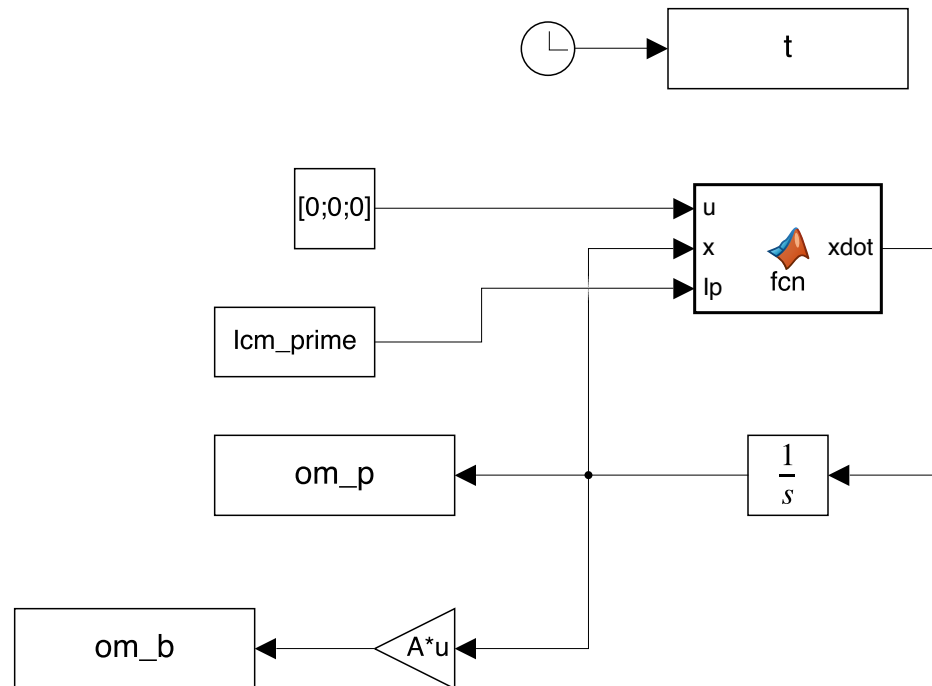 t
[0;0;0]
u
x
Ip
xdot
fcn
Icm_prime
om_p
1
s
om_b
A*u